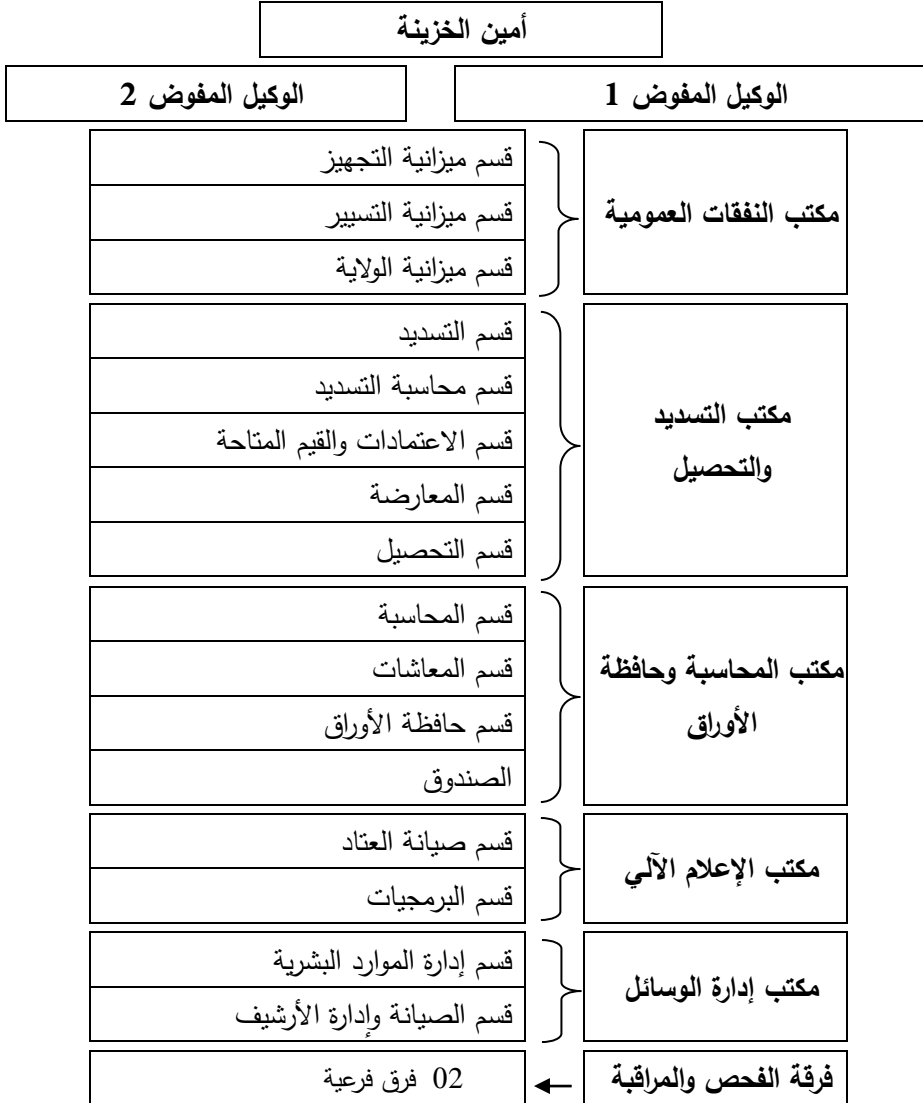 أمين الخزينة
الوكيل المفوض 1
الوكيل المفوض 2
مكتب النفقات العمومية
قسم ميزانية التجهيز
قسم ميزانية التسيير
قسم ميزانية الولاية
مكتب التسديد
والتحصيل
قسم التسديد
قسم محاسبة التسديد
قسم الاعتمادات والقيم المتاحة
قسم المعارضة
قسم التحصيل
مكتب المحاسبة وحافظة
الأوراق
قسم المحاسبة
قسم المعاشات
قسم حافظة الأوراق
الصندوق
مكتب الإعلام الآلي
قسم صيانة العتاد
قسم البرمجيات
مكتب إدارة الوسائل
قسم إدارة الموارد البشرية
قسم الصيانة وإدارة الأرشيف
فرقة الفحص والمراقبة
02 فرق فرعية